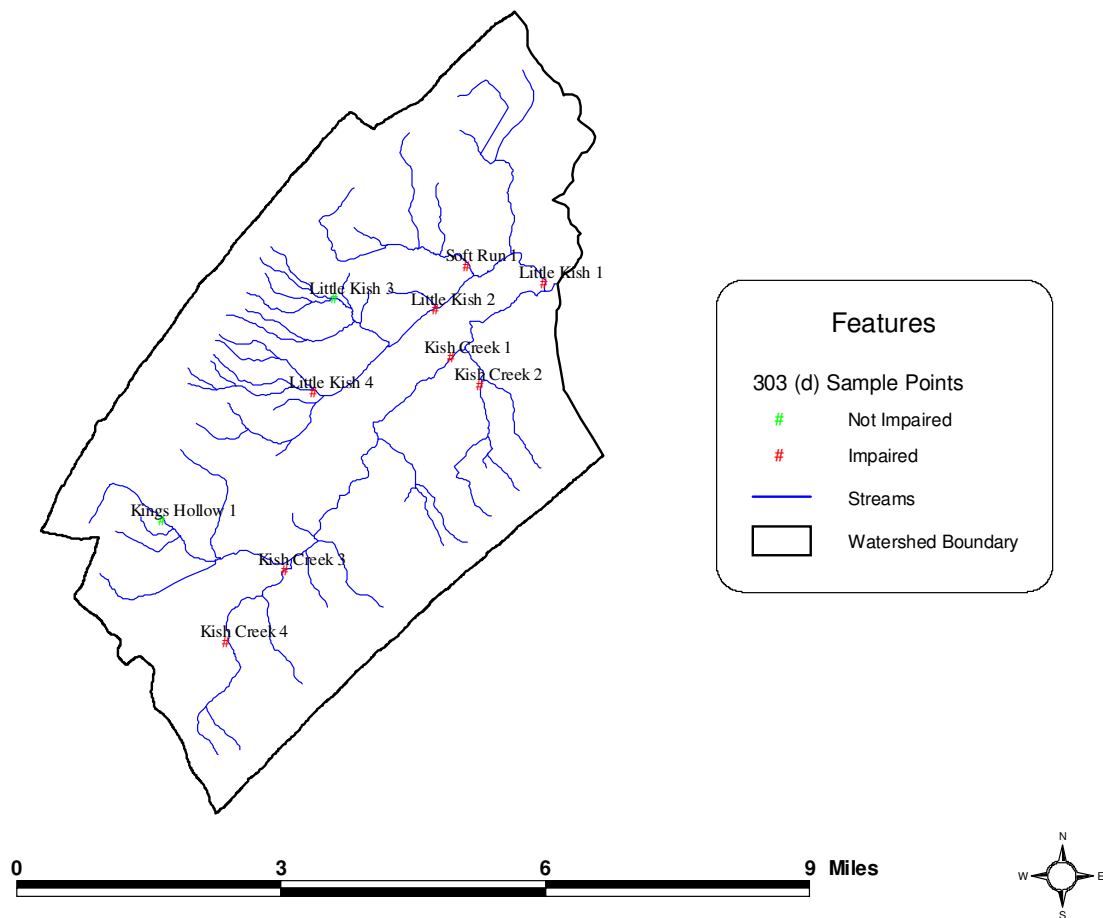 Soft Run 1
#
Little Kish 1
#
Little Kish 3
#
Little Kish 2
#
Kish Creek 1
#
Kish Creek 2
#
Little Kish 4
#
Kings Hollow 1
#
Kish Creek 3
#
Kish Creek 4
#
Features
303 (d) Sample Points
# Not Impaired
# Impaired
Streams
Watershed Boundary
0 3 6 9 Miles
N
W E
S